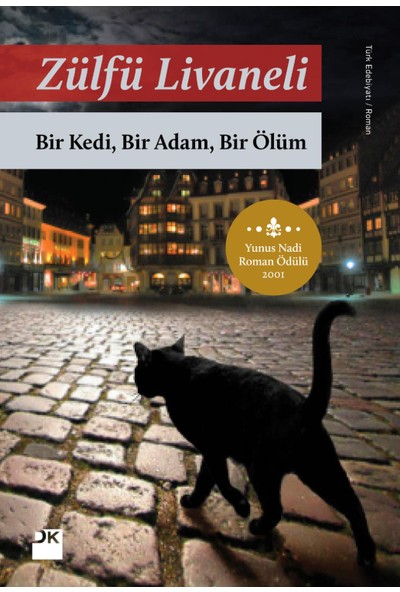 Zülfü Livaneli
Bir Kedi, Bir Adam, Bir Ölüm
Türk Edebiyatı / Roman
Yunus Nadi
Roman Ödülü
2001
DK